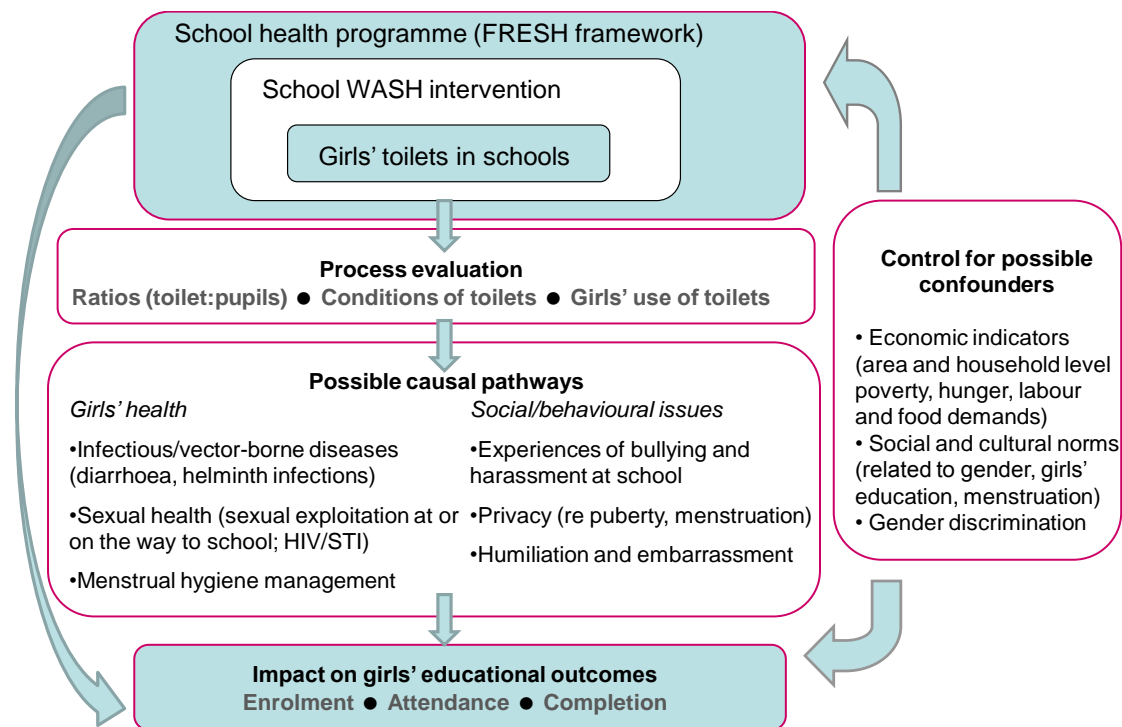 School health programme (FRESH framework)
School WASH intervention
Girls’ toilets in schools
Process evaluation
Ratios (toilet:pupils) ● Conditions of toilets ● Girls’ use of toilets
Possible causal pathways
Girls’ health
•Infectious/vector-borne diseases
(diarrhoea, helminth infections)
•Sexual health (sexual exploitation at or
on the way to school; HIV/STI)
•Menstrual hygiene management
Social/behavioural issues
•Experiences of bullying and
harassment at school
•Privacy (re puberty, menstruation)
•Humiliation and embarrassment
Impact on girls’ educational outcomes
Enrolment ● Attendance ● Completion
Control for possible
confounders
• Economic indicators
(area and household level
poverty, hunger, labour
and food demands)
• Social and cultural norms
(related to gender, girls’
education, menstruation)
• Gender discrimination